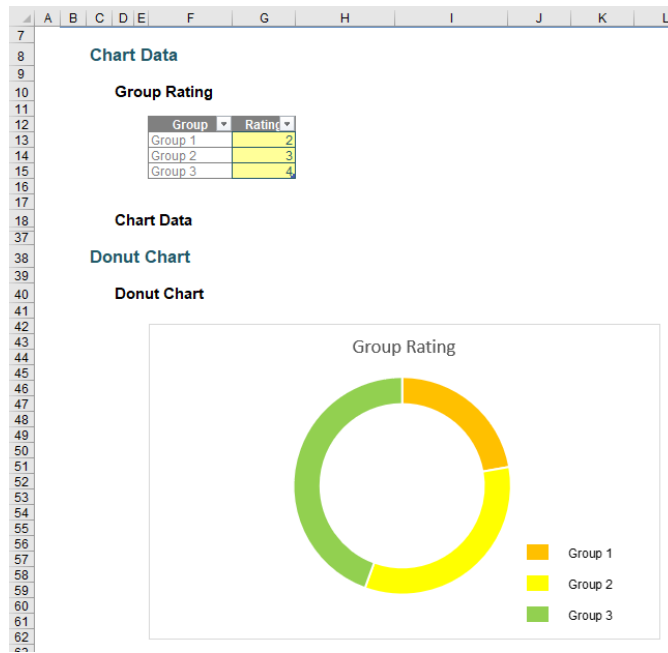 A B C D E F G H I J K L
7
8 Chart Data
9
10 Group Rating
11
12 Group Rating
13 Group 1 2
14 Group 2 3
15 Group 3 4
16
17
18 Chart Data
37
38 Donut Chart
39
40 Donut Chart
41
42
43 Group Rating
44
45
46
47
48
49
50
51
52
53
54
55
56 Group 1
57
58 Group 2
59
60 Group 3
61
62
63